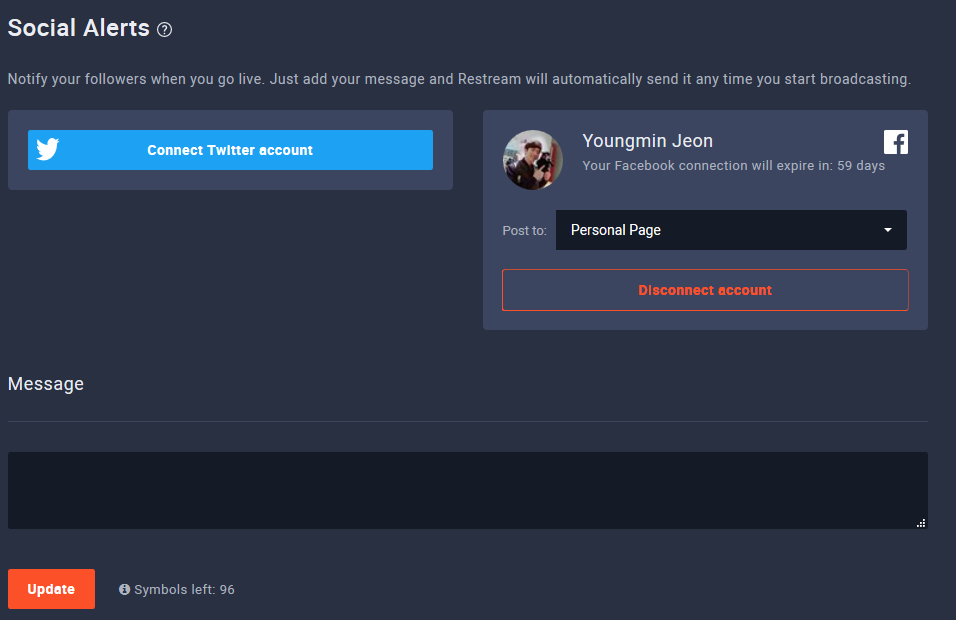 Social Alerts
Notify your followers when you go live. Just add your message and Restream will automatically send it any time you start broadcasting.
Connect Twitter account
Youngmin Jeon
Your Facebook connection will expire in: 59 days
Post to: Personal Page
Disconnect account
Message
Update Symbols left: 96